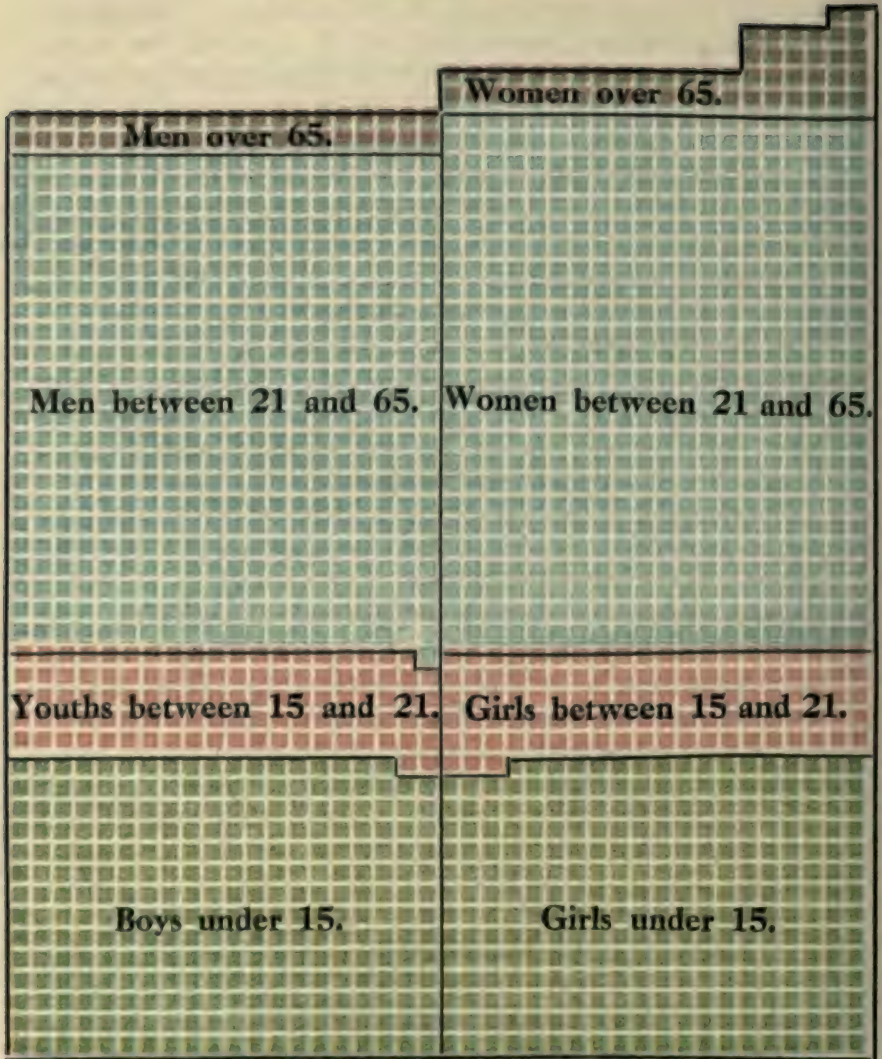 Women over 65.
Men over 65.
Men between 21 and 65.
Women between 21 and 65.
Youths between 15 and 21.
Girls between 15 and 21.
Boys under 15.
Girls under 15.